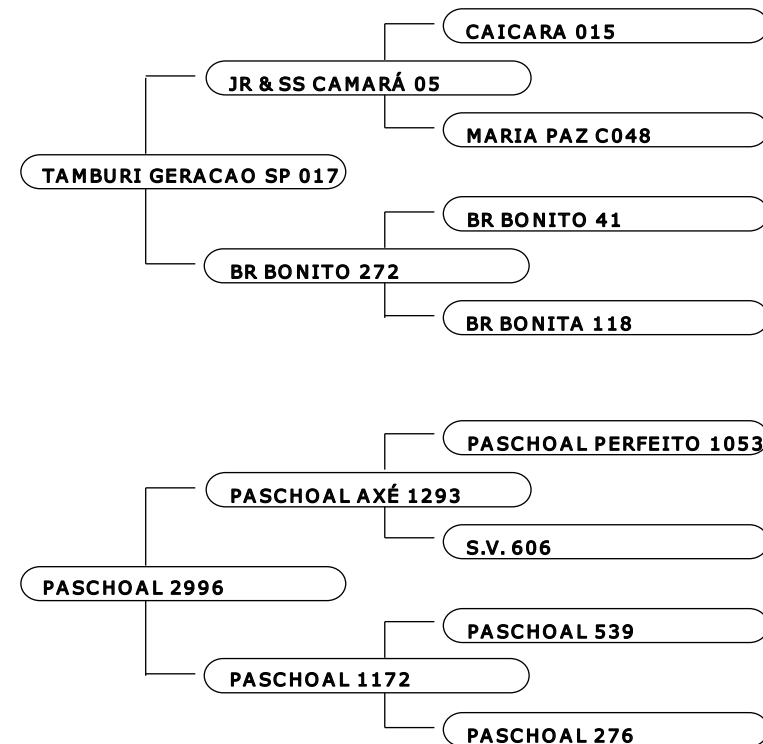 CAICARA 015
JR & SS CAMARÁ 05
MARIA PAZ C048
TAMBURI GERACAO SP 017
BR BONITO 41
BR BONITO 272
BR BONITA 118
PASCHOAL PERFEITO 1053
PASCHOAL AXÉ 1293
S.V. 606
PASCHOAL 2996
PASCHOAL 539
PASCHOAL 1172
PASCHOAL 276